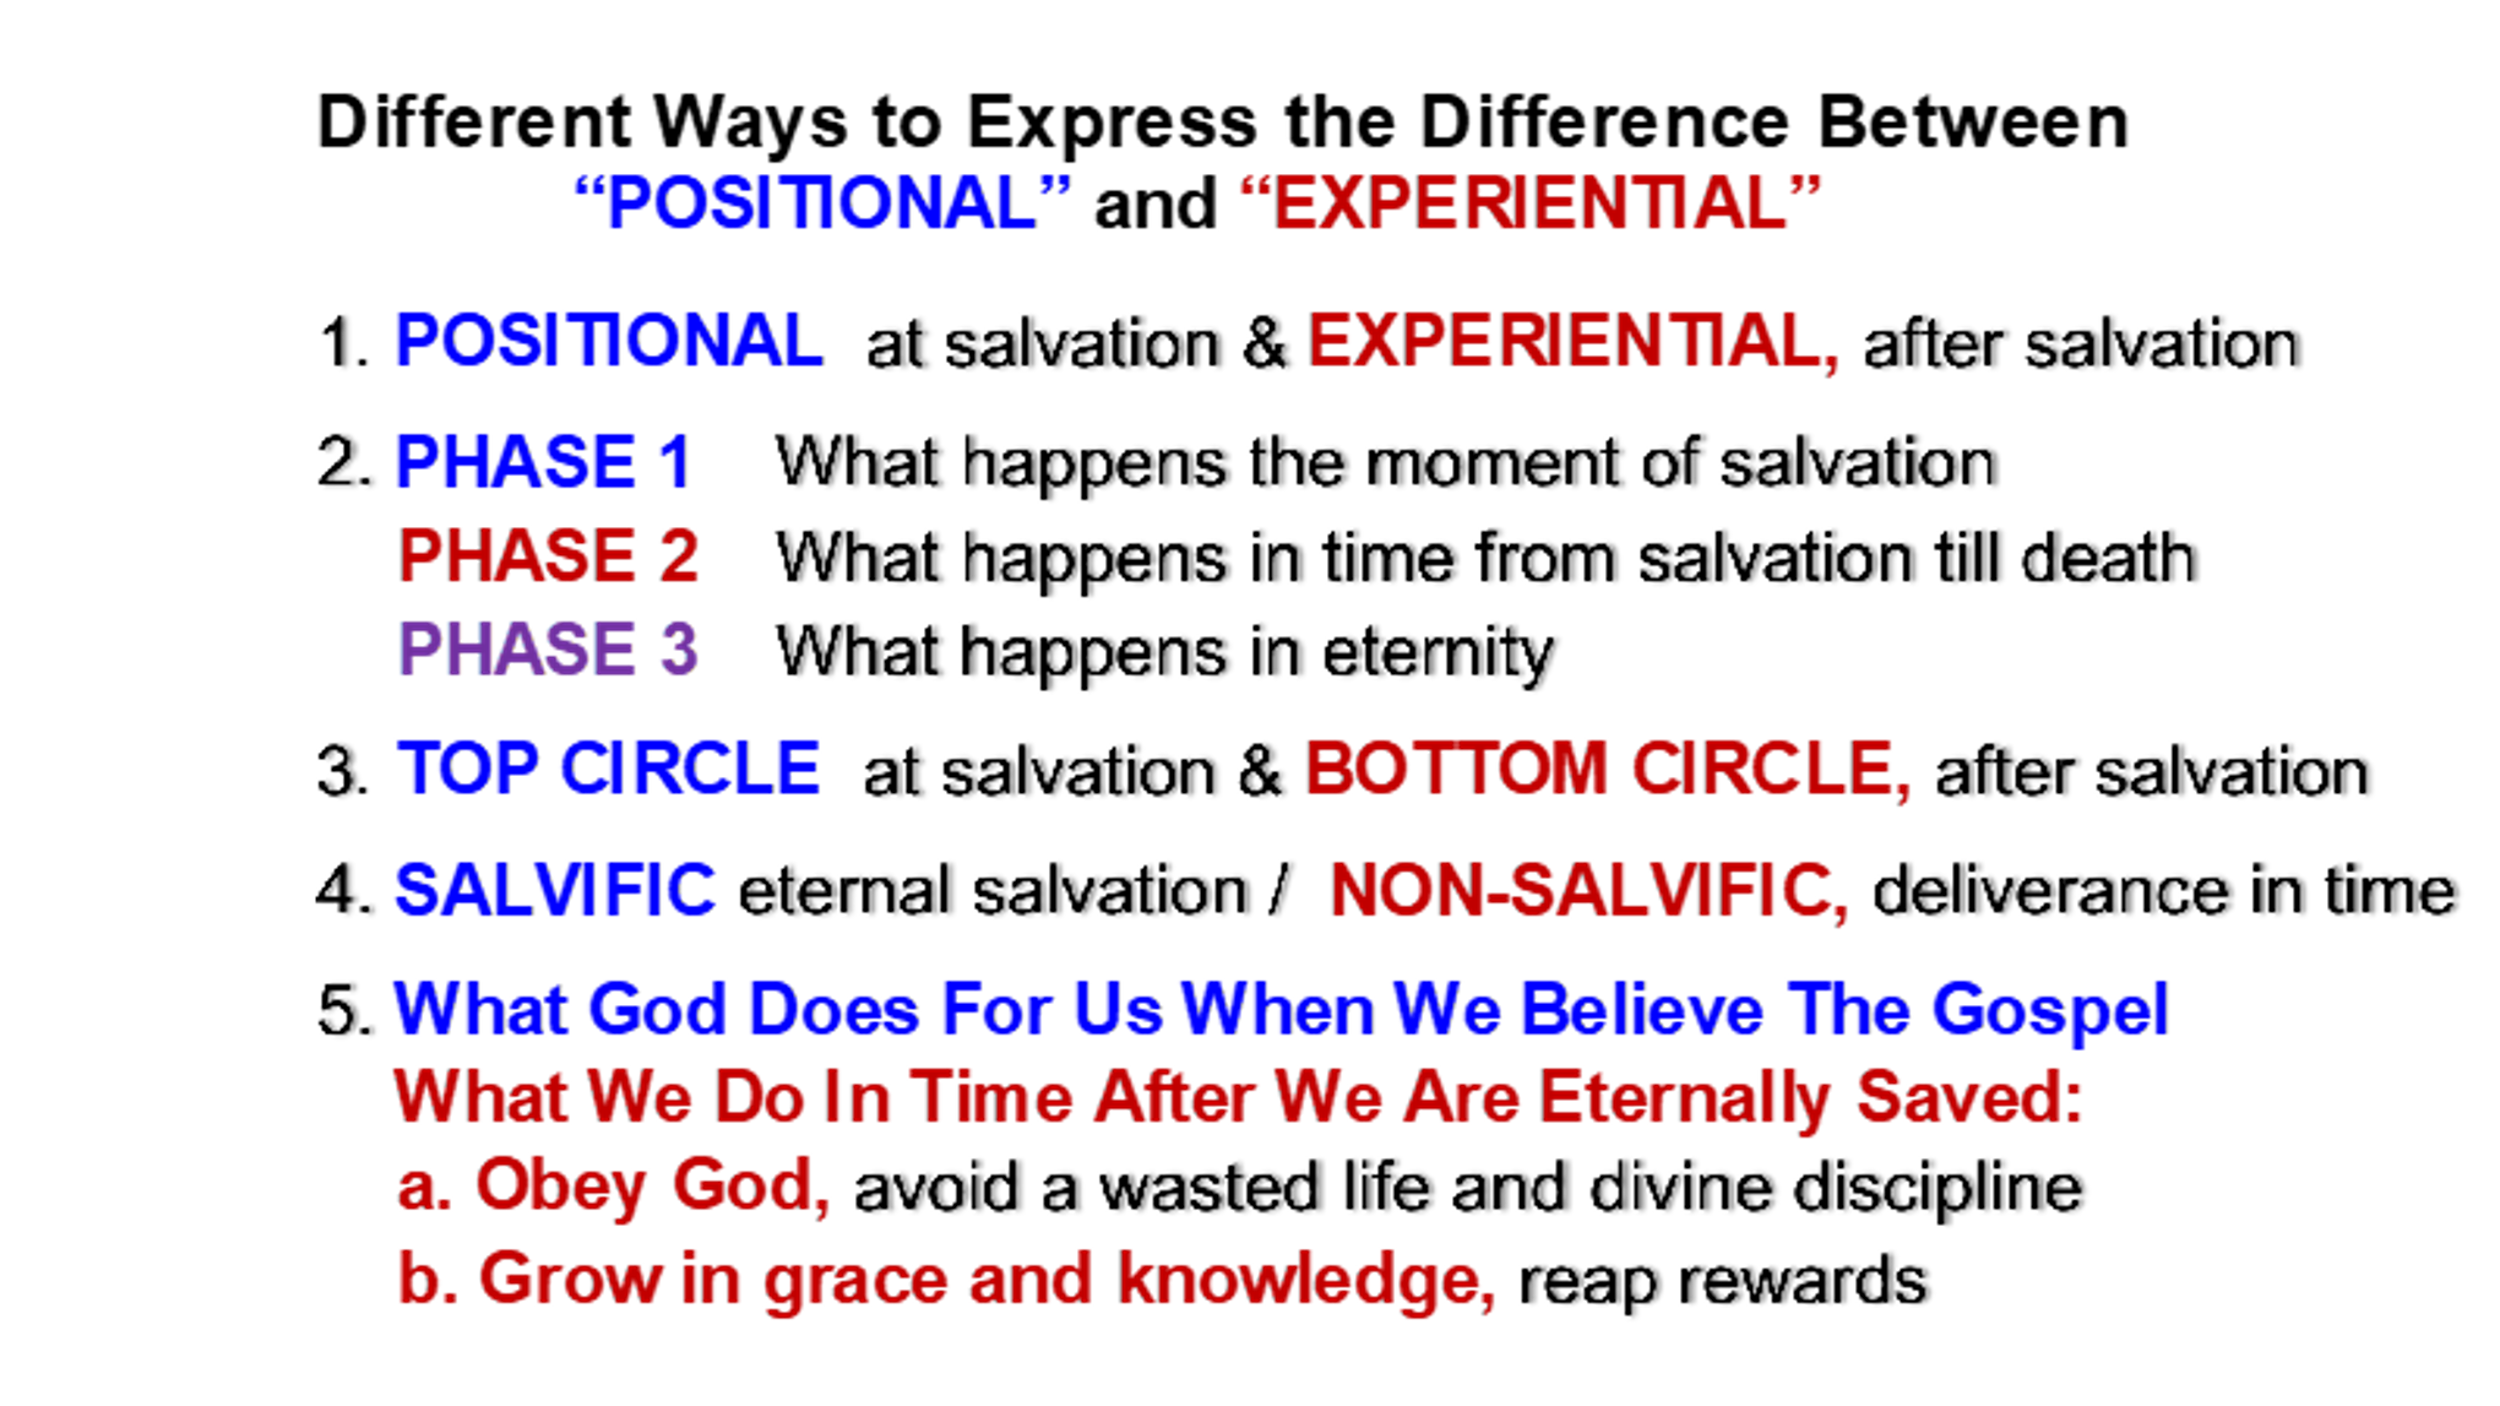 Different Ways to Express the Difference Between
“POSITIONAL” and “EXPERIENTIAL”
1. POSITIONAL at salvation & EXPERIENTIAL, after salvation
2. PHASE 1 What happens the moment of salvation
PHASE 2 What happens in time from salvation till death
PHASE 3 What happens in eternity
3. TOP CIRCLE at salvation & BOTTOM CIRCLE, after salvation
4. SALVIFIC eternal salvation / NON-SALVIFIC, deliverance in time
5. What God Does For Us When We Believe The Gospel
What We Do In Time After We Are Eternally Saved:
a. Obey God, avoid a wasted life and divine discipline
b. Grow in grace and knowledge, reap rewards